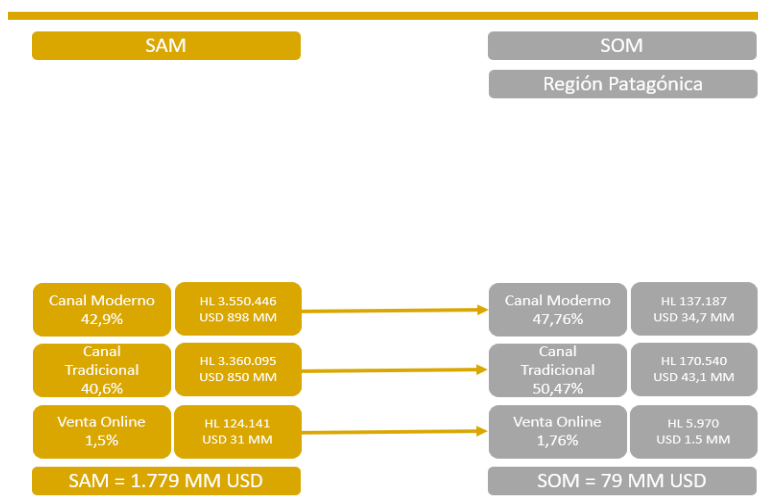 SAM
SOM
Región Patagónica
Canal Moderno
42,9%
HL 3.550.446
USD 898 MM
Canal Moderno
47,76%
HL 137.187
USD 34,7 MM
Canal
Tradicional
40,6%
HL 3.360.095
USD 850 MM
Canal
Tradicional
50,47%
HL 170.540
USD 43,1 MM
Venta Online
1,5%
HL 124.141
USD 31 MM
Venta Online
1,76%
HL 5.970
USD 1.5 MM
SAM = 1.779 MM USD
SOM = 79 MM USD